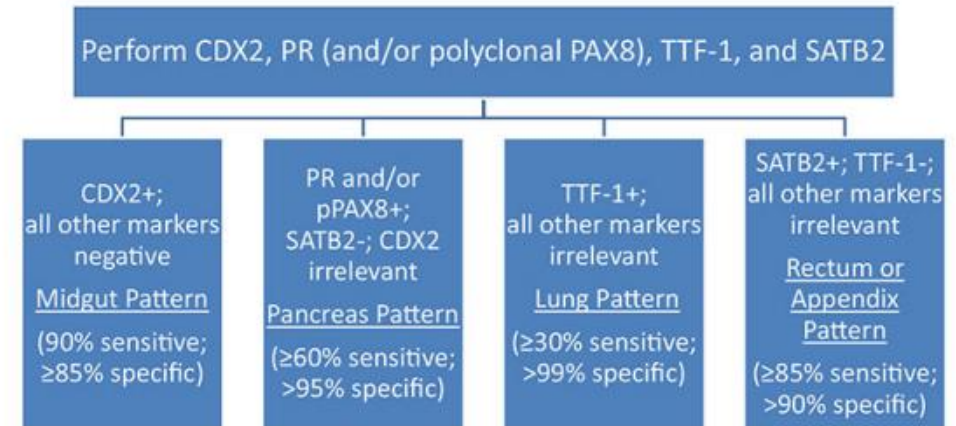 Perform CDX2, PR (and/or polyclonal PAX8), TTF-1, and SATB2
CDX2+;
all other markers
negative
Midgut Pattern
(90% sensitive;
≥85% specific)
PR and/or
pPAX8+;
SATB2-; CDX2
irrelevant
Pancreas Pattern
(≥60% sensitive;
>95% specific)
TTF-1+;
all other markers
irrelevant
Lung Pattern
(≥30% sensitive;
>99% specific)
SATB2+; TTF-1-;
all other markers
irrelevant
Rectum or
Appendix
Pattern
(≥85% sensitive;
>90% specific)